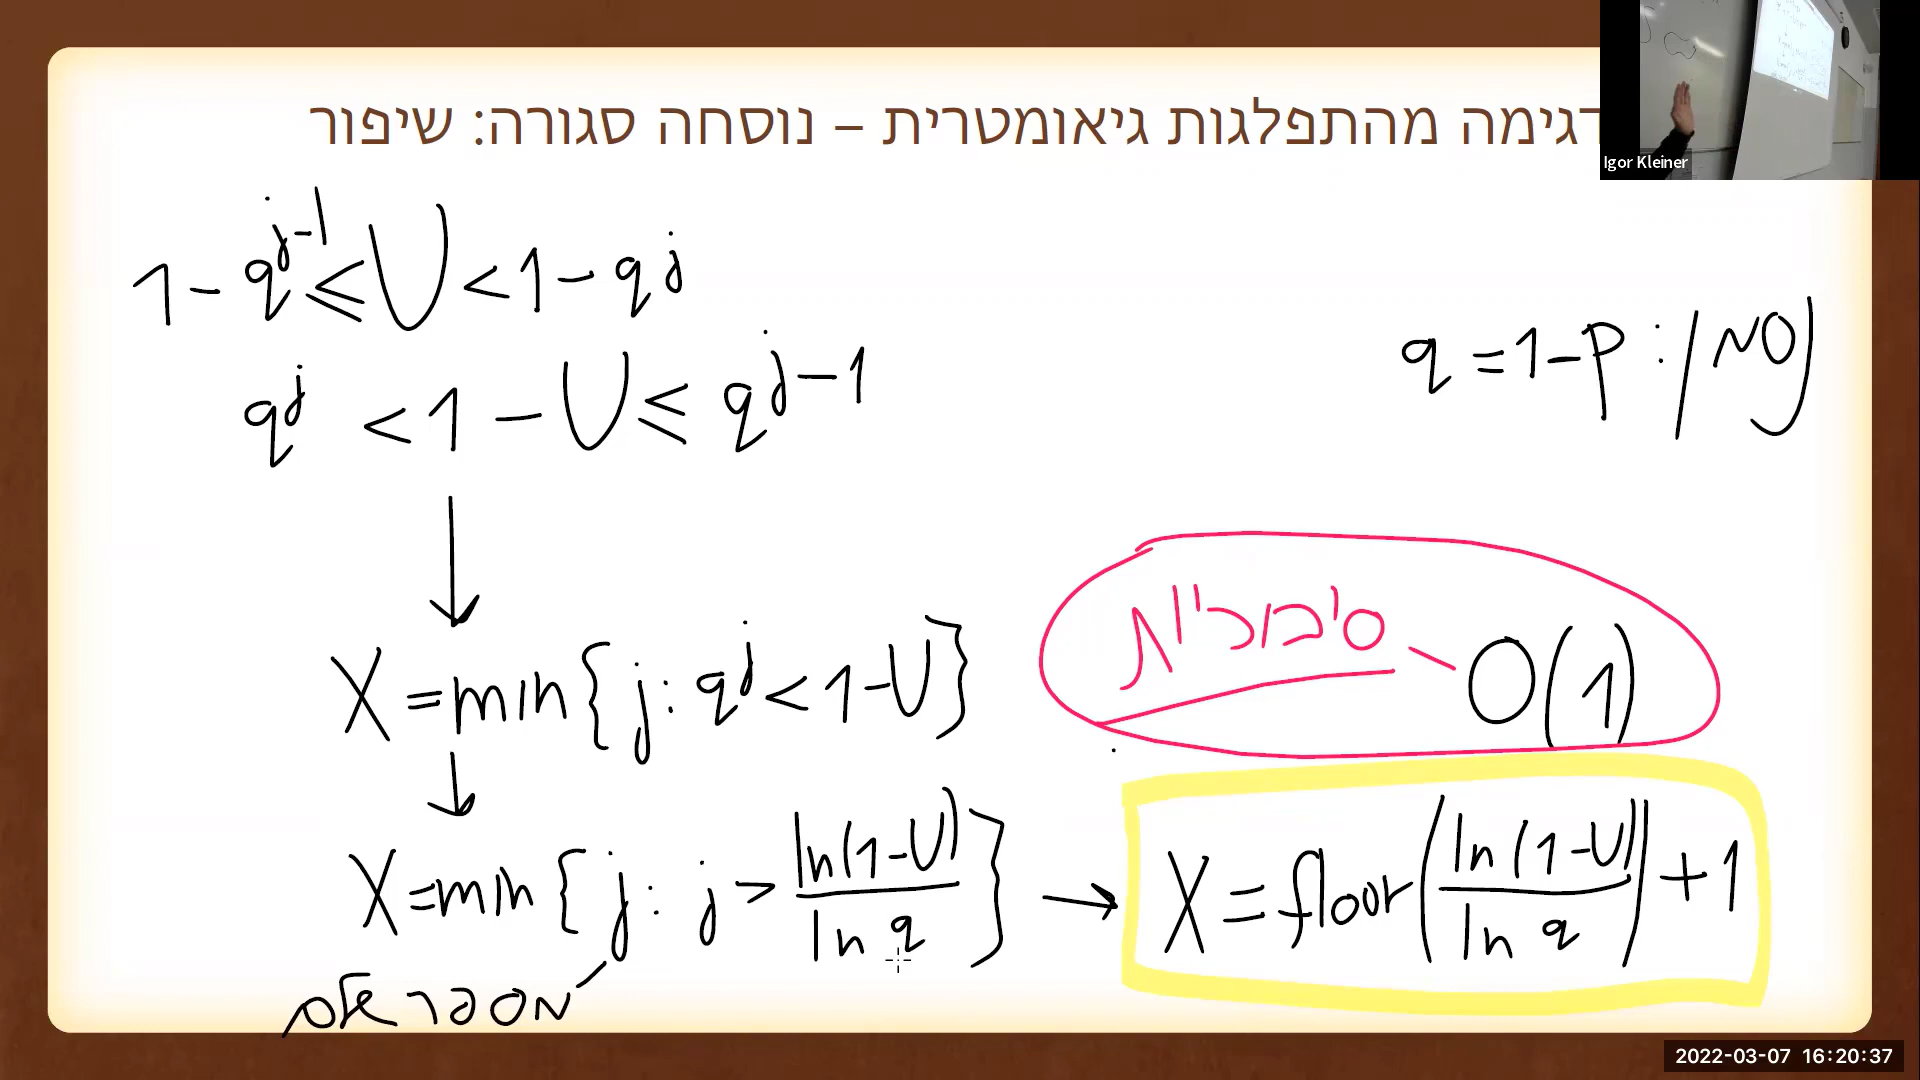 דגימה מהתפלגות גיאומטרית – נוסחה סגורה: שיפור
Igor Kleiner
1-q^{j-1} ≤ U < 1-q^j
נסמן: q=1-p
q^j < 1-U ≤ q^{j-1}
X=min{j: q^j < 1-U}
סיבוכיות – O(1)
X=min{j: j > ln(1-U)/ln q} → X=floor(ln(1-U)/ln q)+1
מספר שלם
2022-03-07 16:20:37